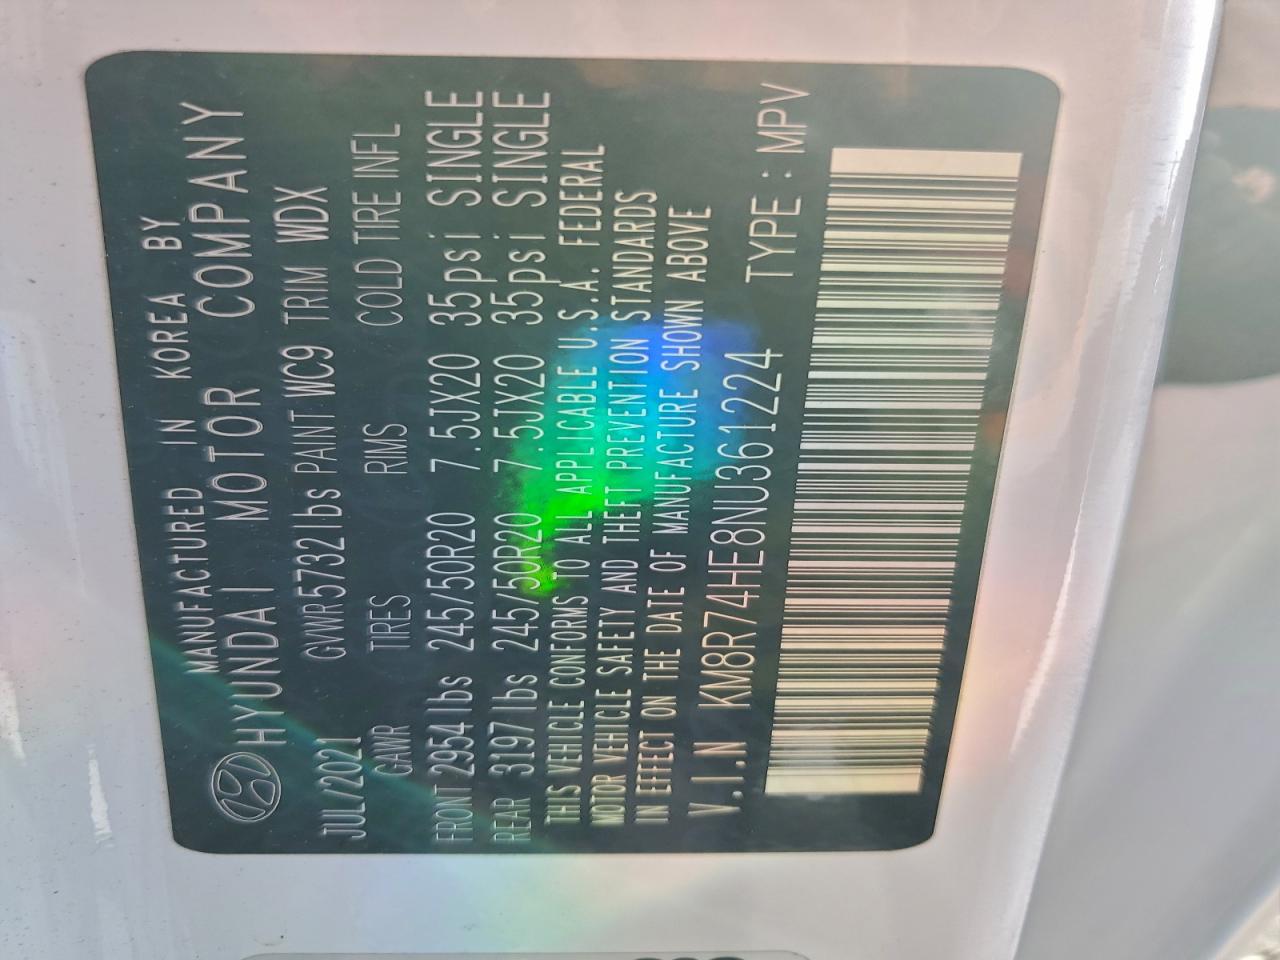 MANUFACTURED IN KOREA BY
HYUNDAI MOTOR COMPANY
JUL/2021 GVWR5732lbs PAINT WC9 TRIM WDX
GAWR TIRES RIMS COLD TIRE INFL
FRONT 2954lbs 245/50R20 7.5JX20 35psi SINGLE
REAR 3197lbs 245/50R20 7.5JX20 35psi SINGLE
THIS VEHICLE CONFORMS TO ALL APPLICABLE U.S.A. FEDERAL
MOTOR VEHICLE SAFETY AND THEFT PREVENTION STANDARDS
IN EFFECT ON THE DATE OF MANUFACTURE SHOWN ABOVE
V.I.N KM8R74HE8NU361224 TYPE : MPV